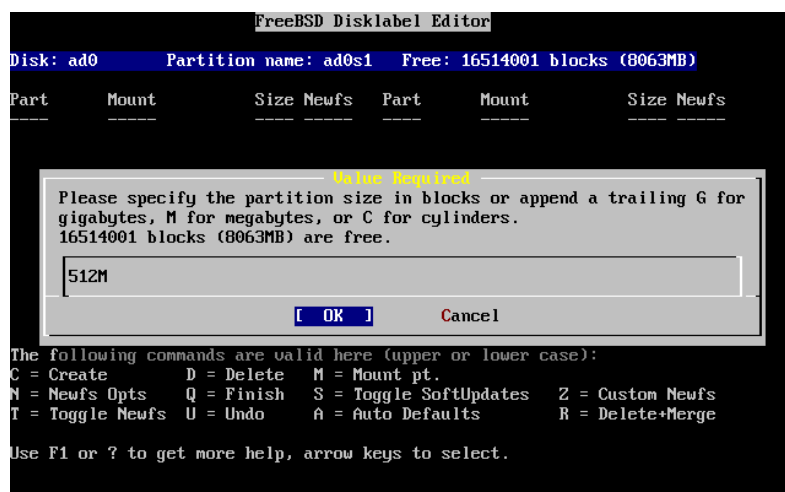 FreeBSD Disklabel Editor
Disk: ad0 Partition name: ad0s1 Free: 16514001 blocks (8063MB)
Part Mount Size Newfs Part Mount Size Newfs
---- ----- ---- ----- ---- ----- ---- -----
Value Required
Please specify the partition size in blocks or append a trailing G for
gigabytes, M for megabytes, or C for cylinders.
16514001 blocks (8063MB) are free.
512M
[ OK ] Cancel
The following commands are valid here (upper or lower case):
C = Create D = Delete M = Mount pt.
N = Newfs Opts Q = Finish S = Toggle SoftUpdates Z = Custom Newfs
T = Toggle Newfs U = Undo A = Auto Defaults R = Delete+Merge
Use F1 or ? to get more help, arrow keys to select.